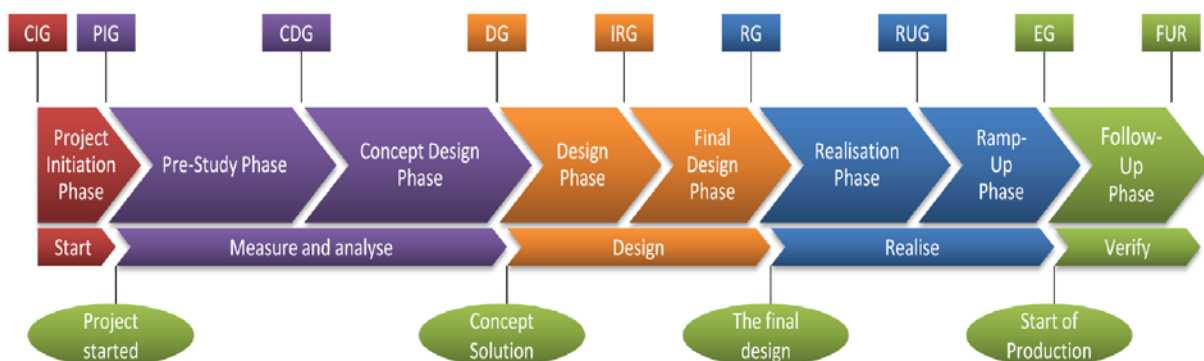 CIG
PIG
CDG
DG
IRG
RG
RUG
EG
FUR
Project
Initiation
Phase
Pre-Study Phase
Concept Design
Phase
Design
Phase
Final
Design
Phase
Realisation
Phase
Ramp-
Up
Phase
Follow-
Up
Phase
Start
Measure and analyse
Design
Realise
Verify
Project
started
Concept
Solution
The final
design
Start of
Production